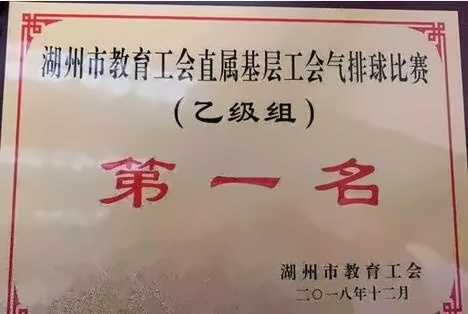 湖州市教育工会直属基层工会气排球比赛
（乙级组）
第一名
湖州市教育工会
二〇一八年十二月